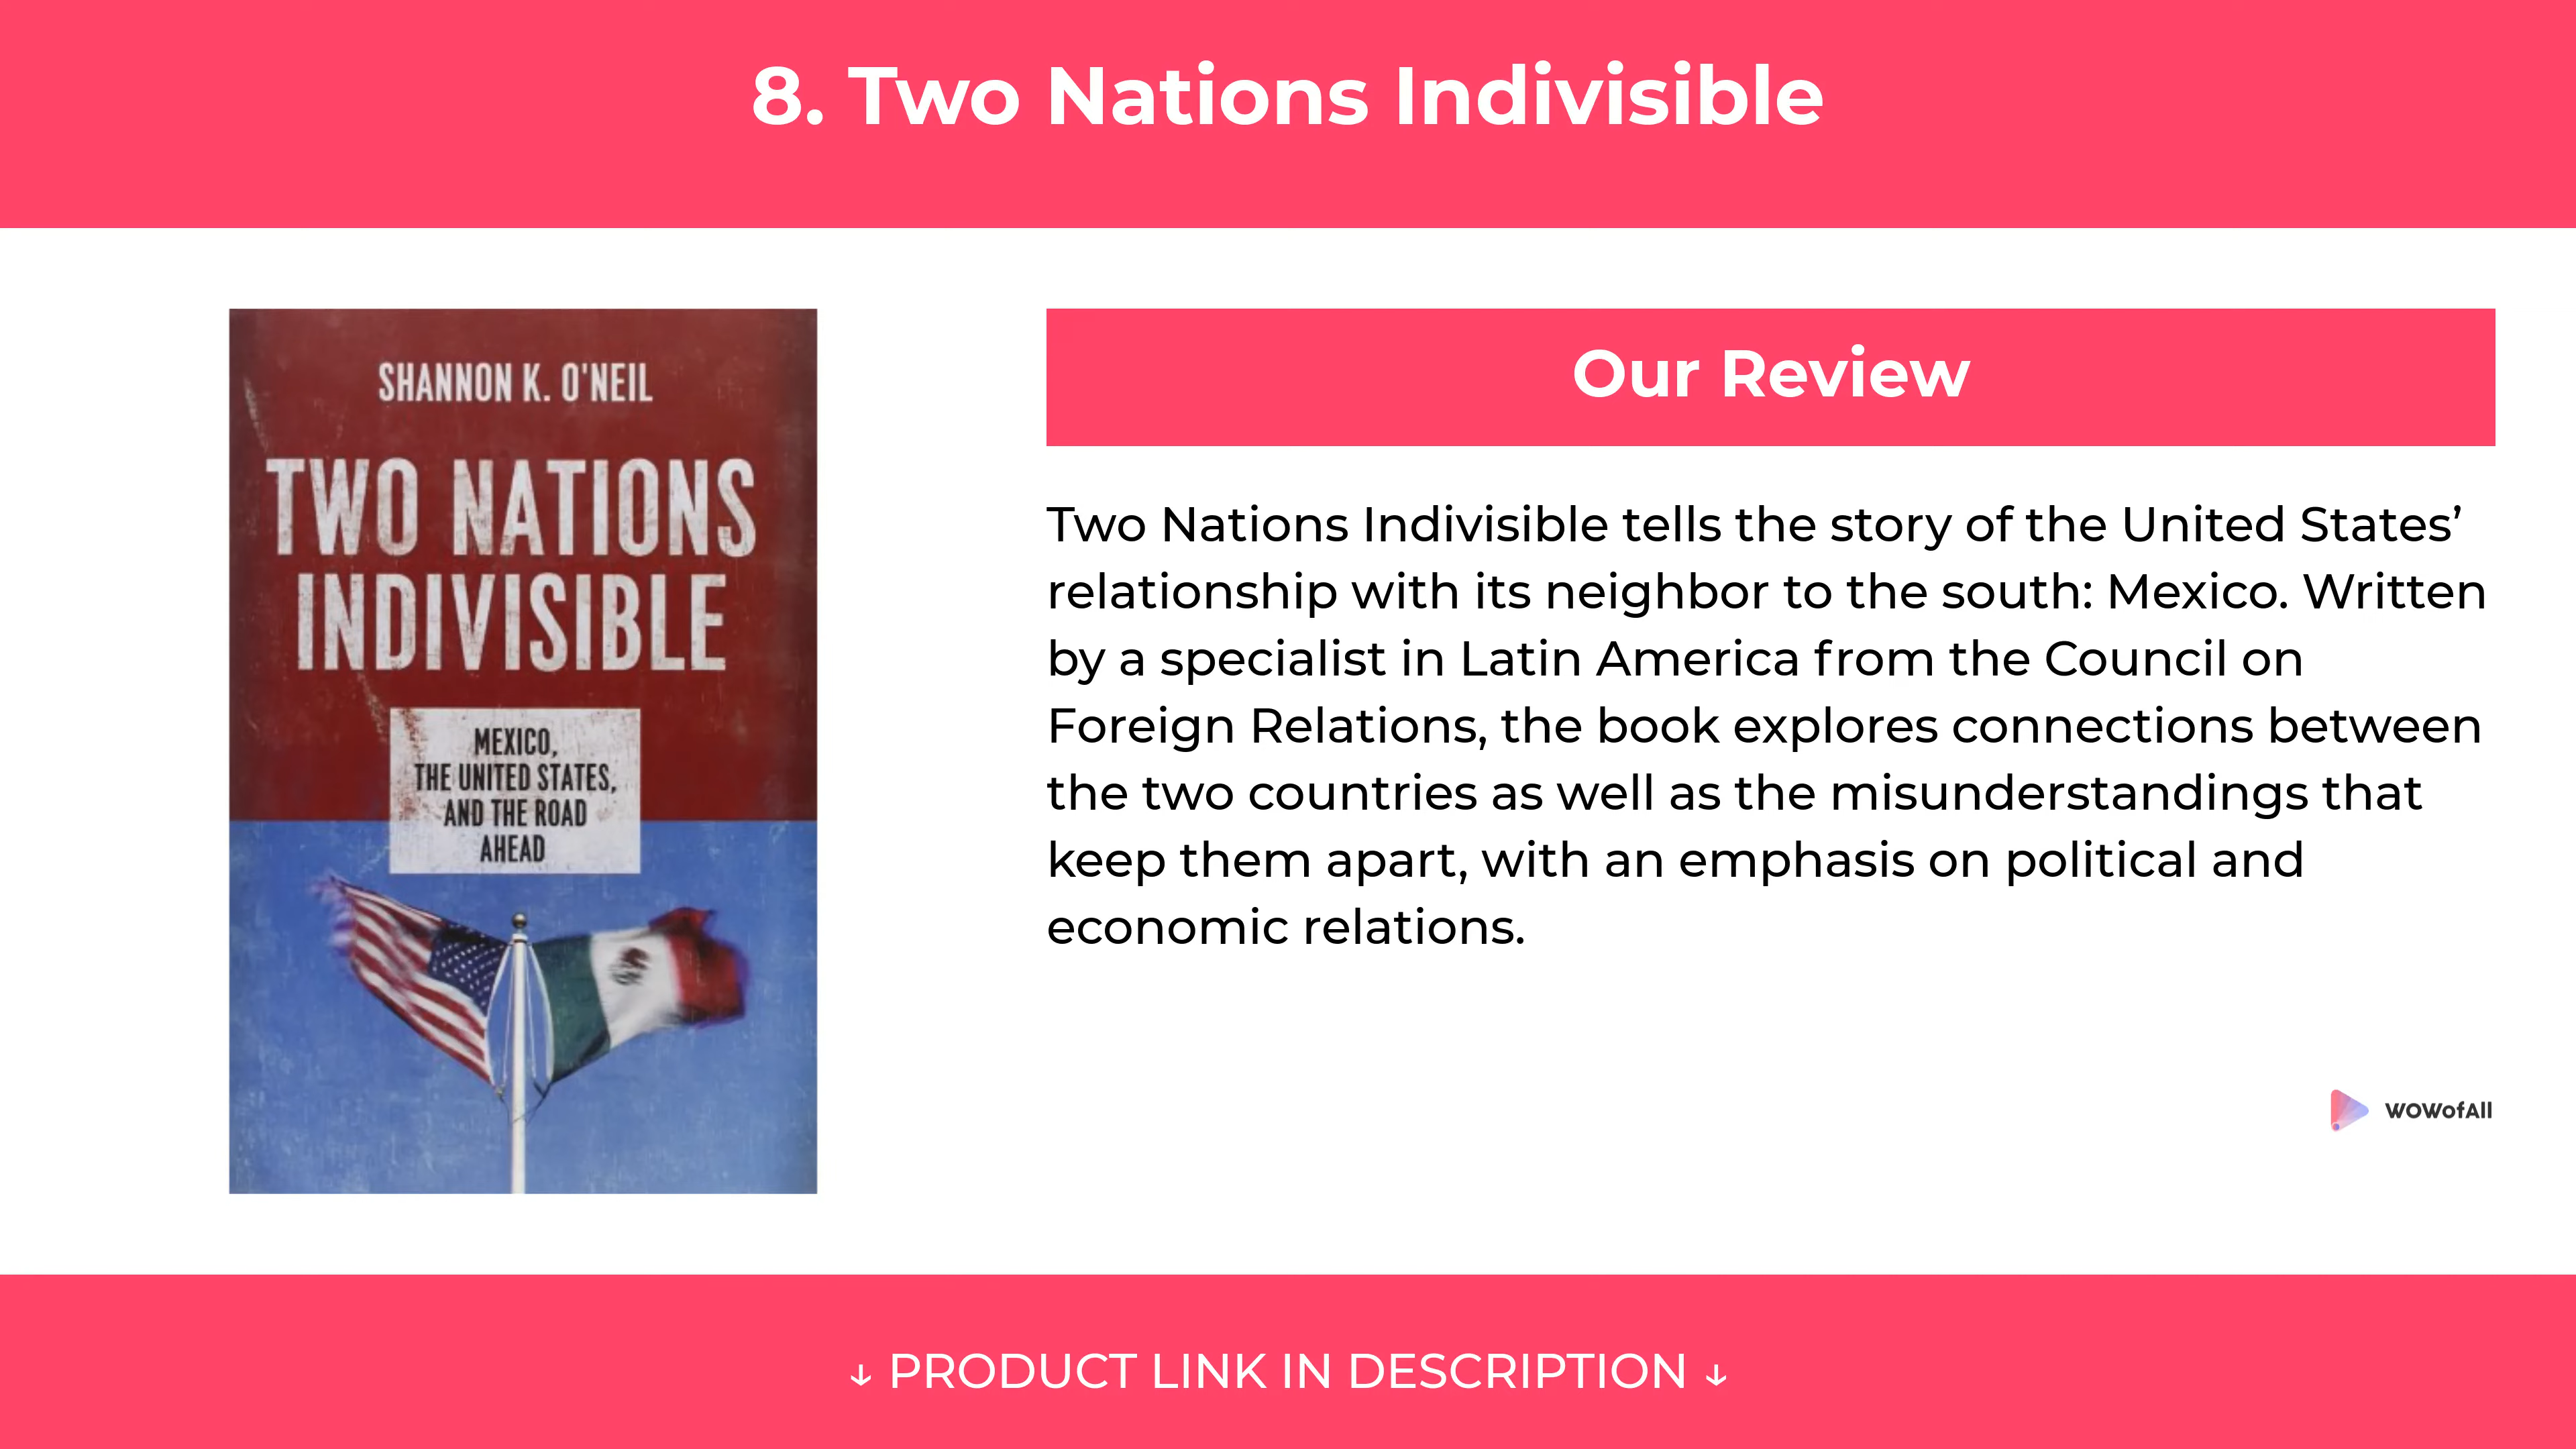 8. Two Nations Indivisible
SHANNON K. O'NEIL
TWO NATIONS
INDIVISIBLE
MEXICO,
THE UNITED STATES,
AND THE ROAD
AHEAD
Our Review
Two Nations Indivisible tells the story of the United States’
relationship with its neighbor to the south: Mexico. Written
by a specialist in Latin America from the Council on
Foreign Relations, the book explores connections between
the two countries as well as the misunderstandings that
keep them apart, with an emphasis on political and
economic relations.
WOWofAll
↓ PRODUCT LINK IN DESCRIPTION ↓